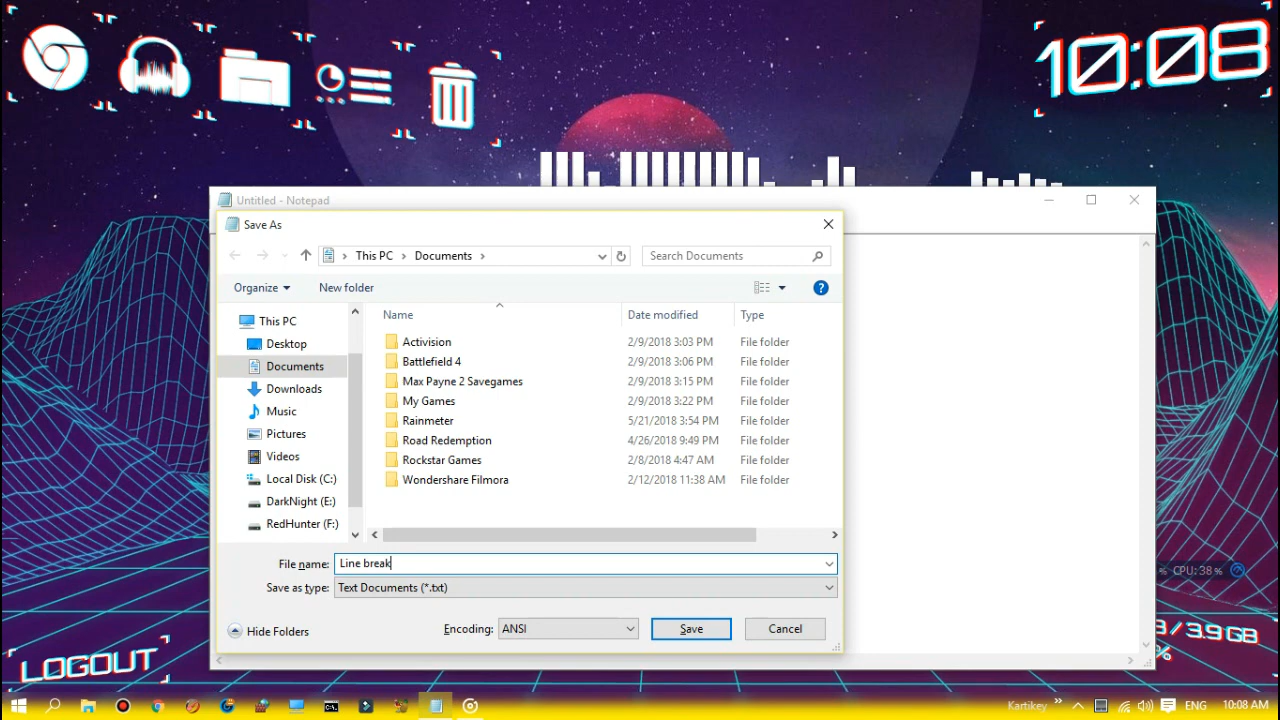 10:08
Untitled - Notepad
Save As
This PC
Documents
Search Documents
Organize
New folder
Name
Date modified
Type
This PC
Desktop
Documents
Downloads
Music
Pictures
Videos
Local Disk (C:)
DarkNight (E:)
RedHunter (F:)
Activision 2/9/2018 3:03 PM File folder
Battlefield 4 2/9/2018 3:06 PM File folder
Max Payne 2 Savegames 2/9/2018 3:15 PM File folder
My Games 2/9/2018 3:22 PM File folder
Rainmeter 5/21/2018 3:54 PM File folder
Road Redemption 4/26/2018 9:49 PM File folder
Rockstar Games 2/8/2018 4:47 AM File folder
Wondershare Filmora 2/12/2018 11:38 AM File folder
File name: Line break
Save as type: Text Documents (*.txt)
Hide Folders
Encoding: ANSI
Save
Cancel
% CPU: 38 %
3 / 3.9 GB
%
LOGOUT
Kartikey
ENG
10:08 AM